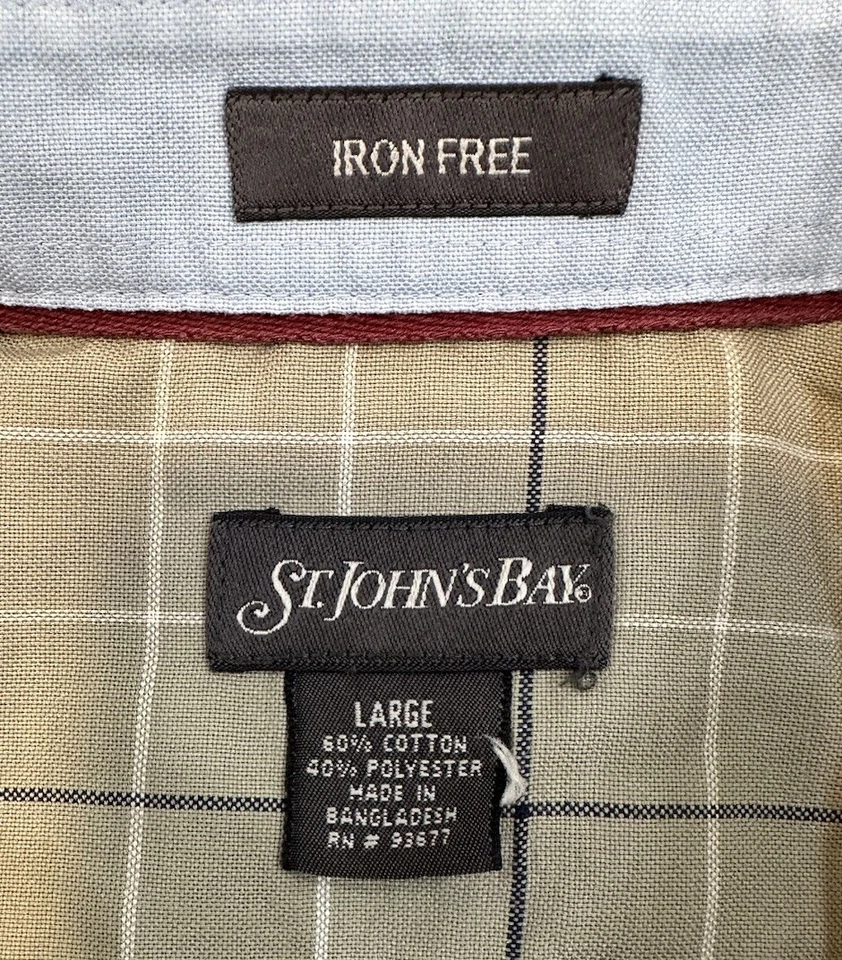 IRON FREE
ST. JOHN'S BAY®
LARGE
60% COTTON
40% POLYESTER
MADE IN
BANGLADESH
RN # 93677